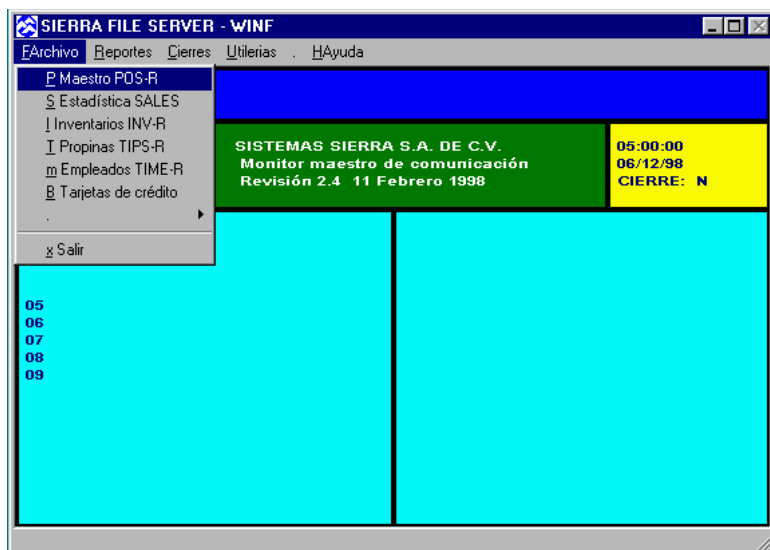 SIERRA FILE SERVER - WINF
FArchivo Reportes Cierres Utilerias . HAyuda
P Maestro POS-R
S Estadística SALES
I Inventarios INV-R
T Propinas TIPS-R
m Empleados TIME-R
B Tarjetas de crédito
.
x Salir
SISTEMAS SIERRA S.A. DE C.V.
Monitor maestro de comunicación
Revisión 2.4 11 Febrero 1998
05:00:00
06/12/98
CIERRE: N
05
06
07
08
09